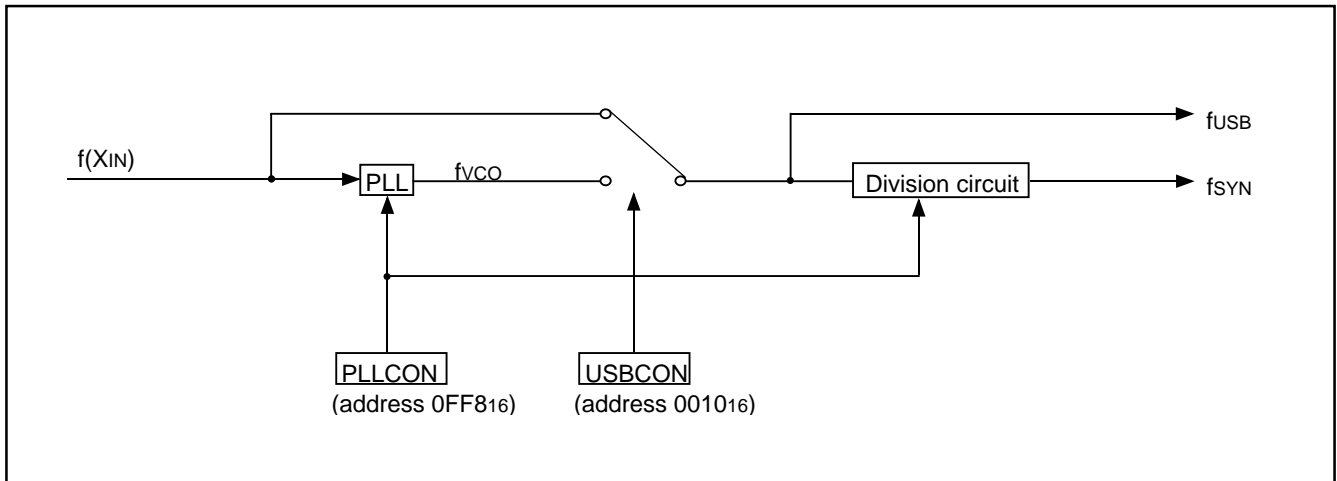 fUSB
f(XIN)
PLL
fVCO
Division circuit
fSYN
PLLCON
(address 0FF816)
USBCON
(address 001016)